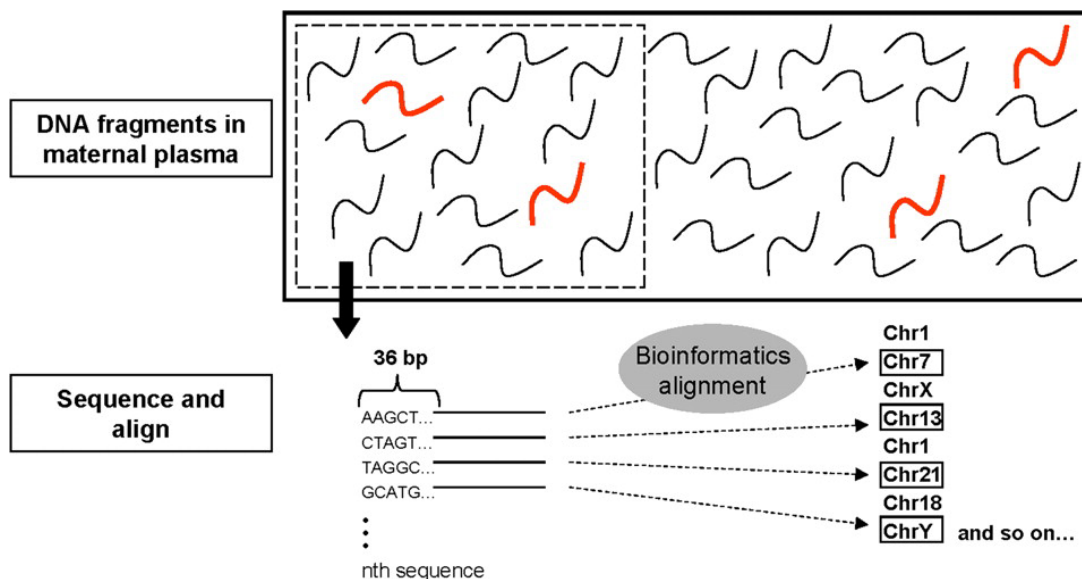 DNA fragments in
maternal plasma
Sequence and
align
36 bp
AAGCT...
CTAGT...
TAGGC...
GCATG...
nth sequence
Bioinformatics
alignment
Chr1
Chr7
ChrX
Chr13
Chr1
Chr21
Chr18
ChrY and so on...